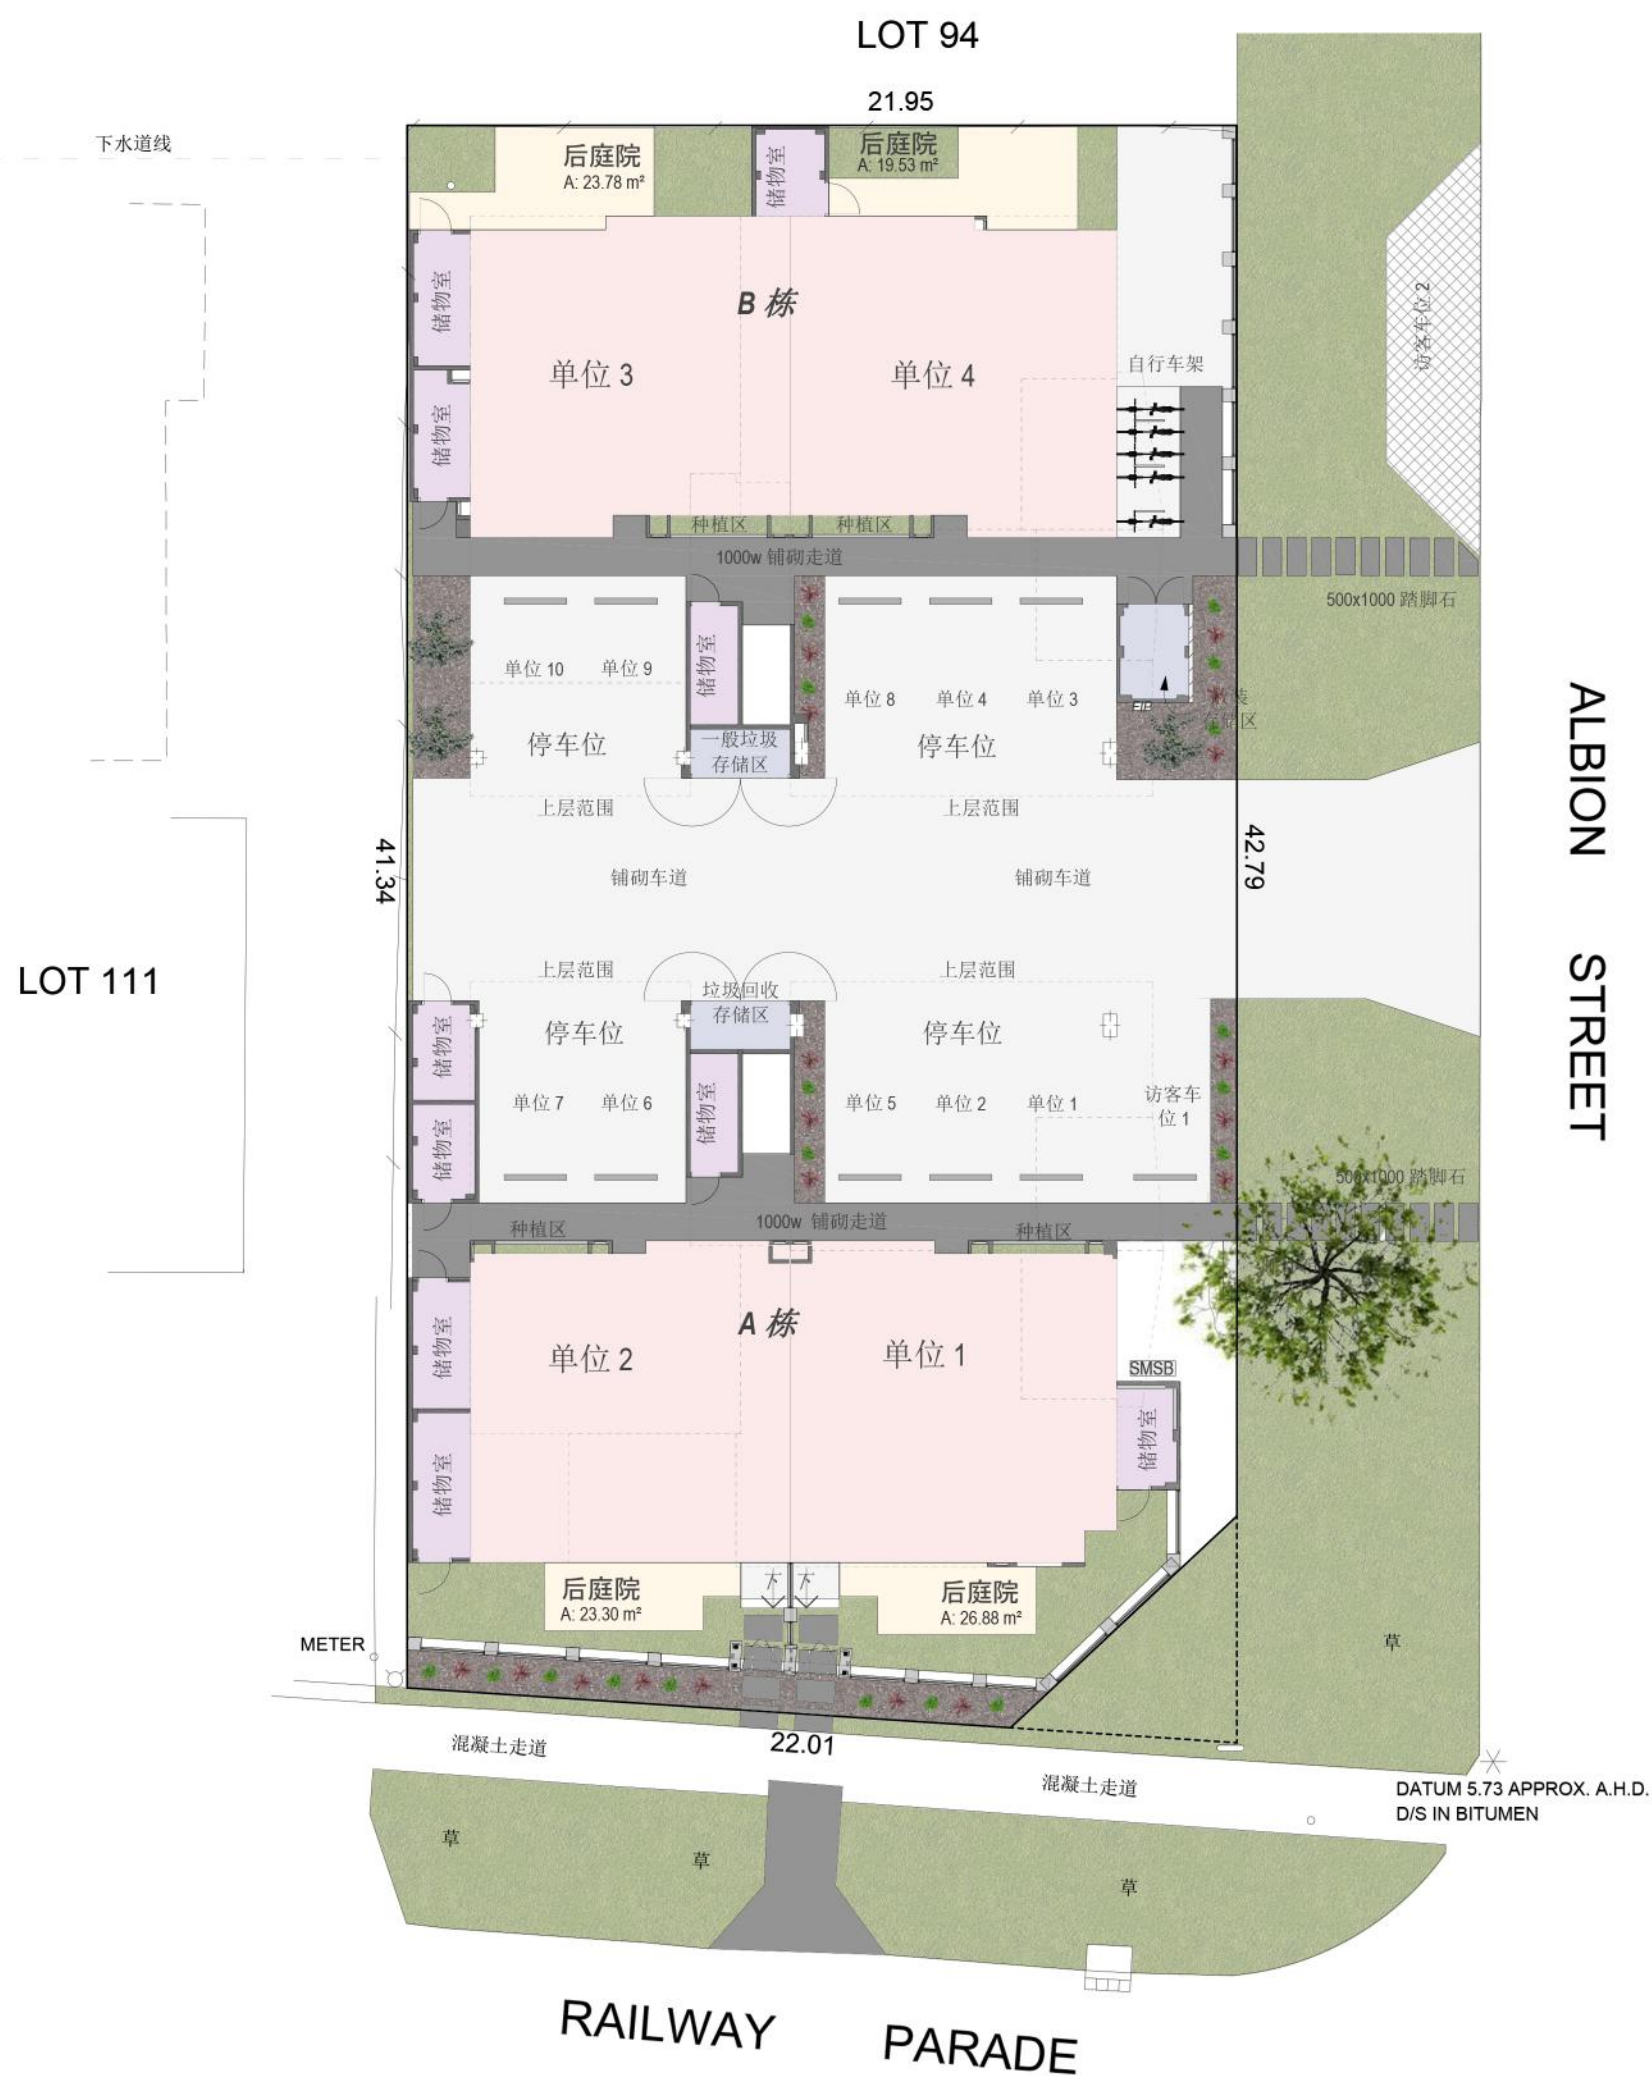 LOT 94
21.95
下水道线
后庭院
A: 23.78 m²
储物室
后庭院
A: 19.53 m²
储物室
B 栋
访客车位 2
单位 3
单位 4
自行车架
储物室
种植区
种植区
1000w 铺砌走道
500x1000 踏脚石
单位 10
单位 9
储物室
单位 8
单位 4
单位 3
停车位
一般垃圾
存储区
停车位
上层范围
上层范围
ALBION STREET
41.34
铺砌车道
铺砌车道
42.79
LOT 111
上层范围
上层范围
垃圾回收
存储区
停车位
停车位
储物室
单位 7
单位 6
储物室
单位 5
单位 2
单位 1
访客车
位 1
储物室
500x1000 踏脚石
种植区
1000w 铺砌走道
种植区
A 栋
储物室
单位 2
单位 1
SMSB
储物室
储物室
后庭院
A: 23.30 m²
下
下
后庭院
A: 26.88 m²
METER
草
混凝土走道
22.01
混凝土走道
DATUM 5.73 APPROX. A.H.D.
D/S IN BITUMEN
草
草
草
RAILWAY PARADE